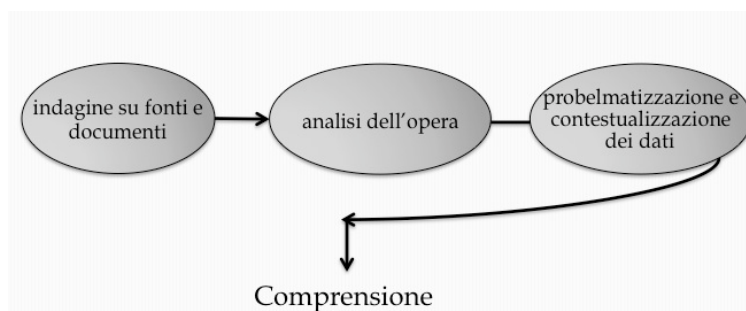 indagine su fonti e
documenti
analisi dell'opera
probelmatizzazione e
contestualizzazione
dei dati
Comprensione